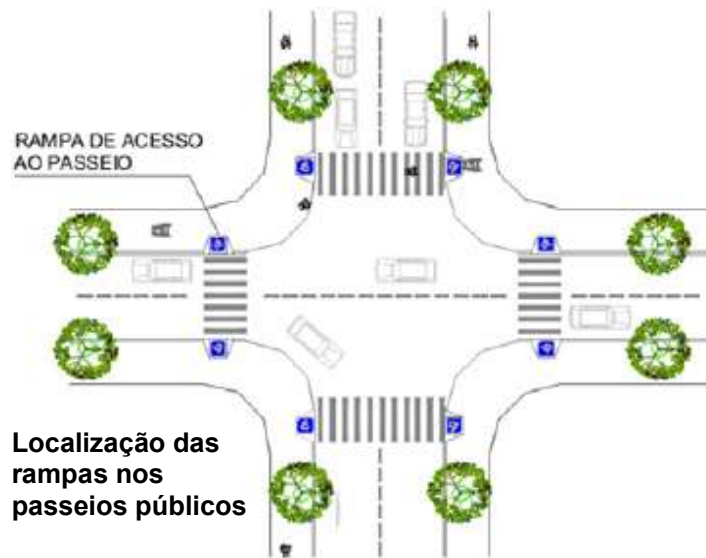 RAMPA DE ACESSO
AO PASSEIO
Localização das
rampas nos
passeios públicos